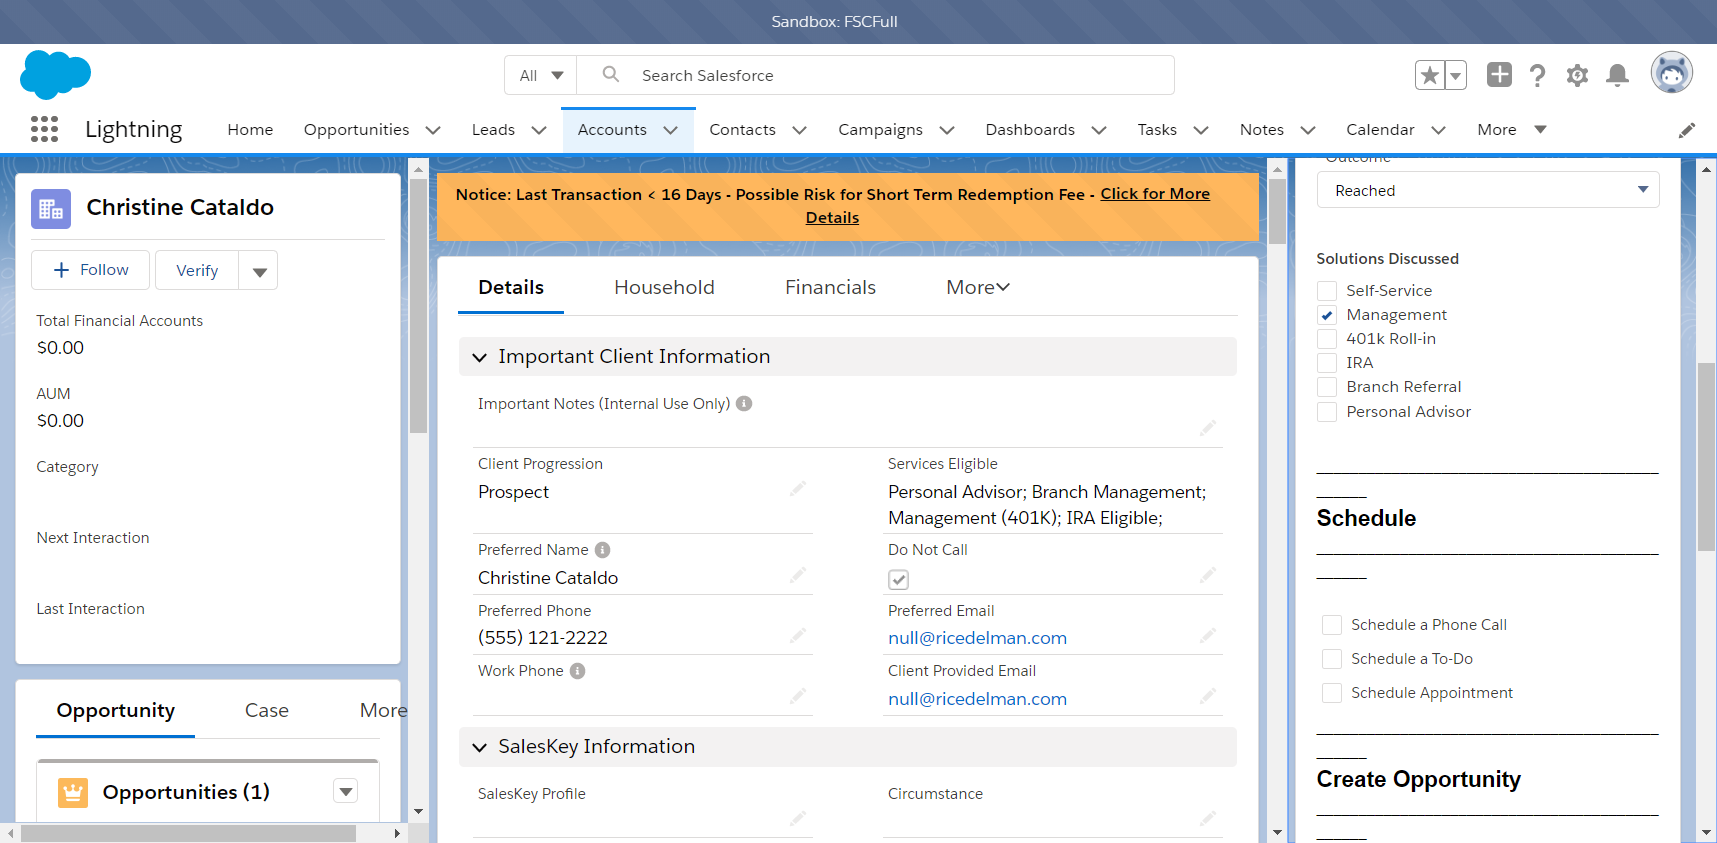 Sandbox: FSCFull
All
Search Salesforce
Lightning
Home
Opportunities
Leads
Accounts
Contacts
Campaigns
Dashboards
Tasks
Notes
Calendar
More
Christine Cataldo
Follow
Verify
Total Financial Accounts
$0.00
AUM
$0.00
Category
Next Interaction
Last Interaction
Opportunity
Case
More
Opportunities (1)
Notice: Last Transaction < 16 Days - Possible Risk for Short Term Redemption Fee - Click for More
Details
Details
Household
Financials
More
Important Client Information
Important Notes (Internal Use Only)
Client Progression
Prospect
Services Eligible
Personal Advisor; Branch Management;
Management (401K); IRA Eligible;
Preferred Name
Christine Cataldo
Do Not Call
Preferred Phone
(555) 121-2222
Preferred Email
null@ricedelman.com
Work Phone
Client Provided Email
null@ricedelman.com
SalesKey Information
SalesKey Profile
Circumstance
Outcome
Reached
Solutions Discussed
Self-Service
Management
401k Roll-in
IRA
Branch Referral
Personal Advisor
Schedule
Schedule a Phone Call
Schedule a To-Do
Schedule Appointment
Create Opportunity